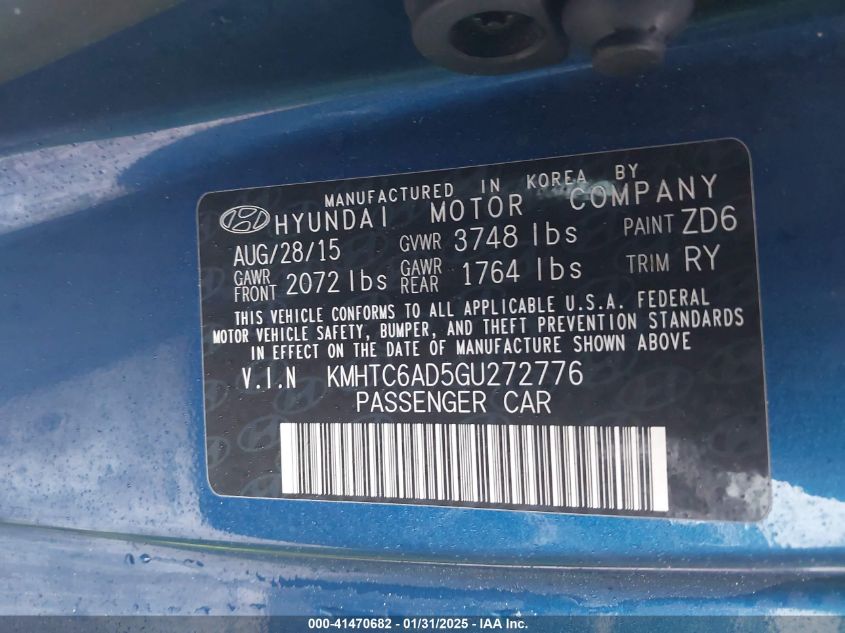 MANUFACTURED IN KOREA BY
HYUNDAI MOTOR COMPANY
AUG/28/15 GVWR 3748 lbs PAINT ZD6
GAWR FRONT 2072 lbs GAWR REAR 1764 lbs TRIM RY
THIS VEHICLE CONFORMS TO ALL APPLICABLE U.S.A. FEDERAL
MOTOR VEHICLE SAFETY, BUMPER, AND THEFT PREVENTION STANDARDS
IN EFFECT ON THE DATE OF MANUFACTURE SHOWN ABOVE
V.I.N KMHTC6AD5GU272776
PASSENGER CAR
000-41470682 - 01/31/2025 - IAAI, Inc.